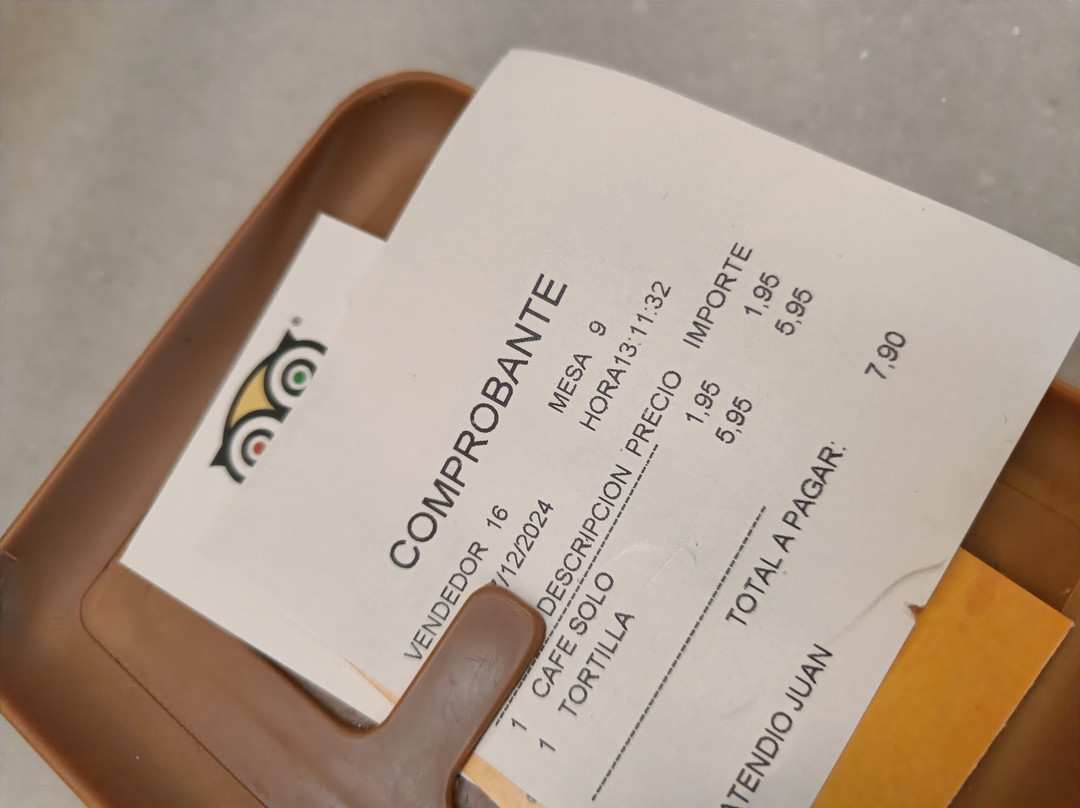 COMPROBANTE
VENDEDOR 16 MESA 9
/12/2024 HORA13:11:32
DESCRIPCION PRECIO IMPORTE
1 CAFE SOLO 1,95 1,95
1 TORTILLA 5,95 5,95
TOTAL A PAGAR: 7,90
ATENDIO JUAN